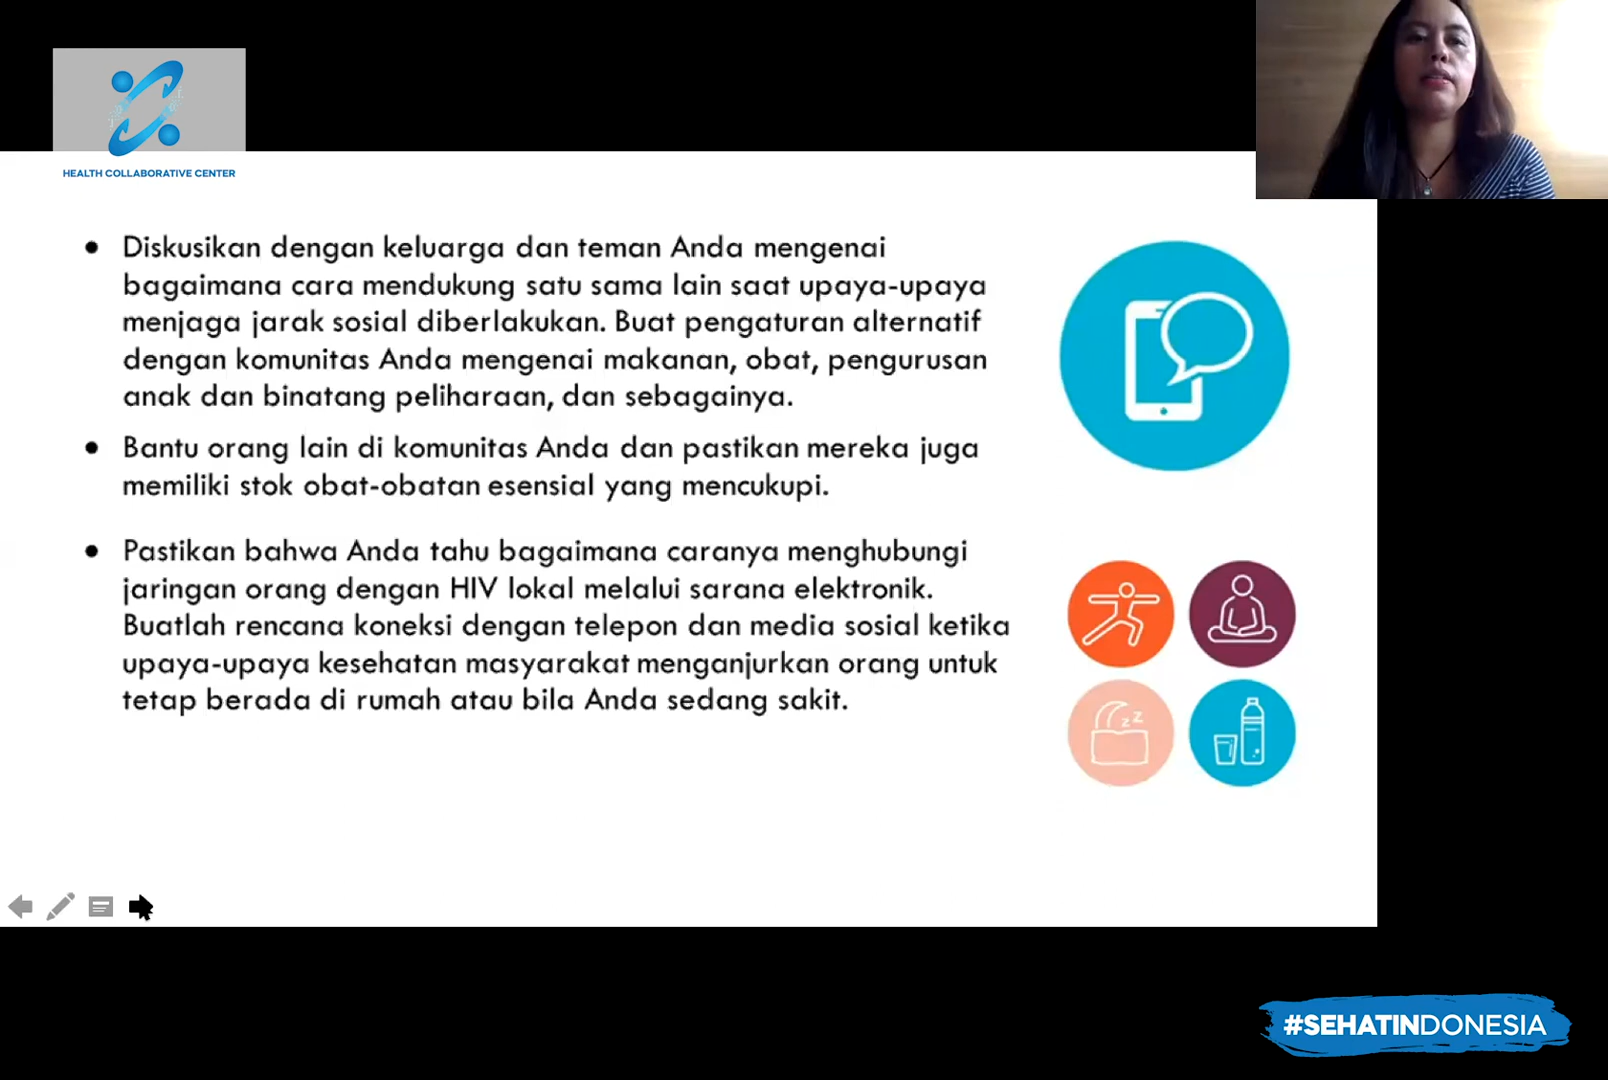 HEALTH COLLABORATIVE CENTER
• Diskusikan dengan keluarga dan teman Anda mengenai
bagaimana cara mendukung satu sama lain saat upaya-upaya
menjaga jarak sosial diberlakukan. Buat pengaturan alternatif
dengan komunitas Anda mengenai makanan, obat, pengurusan
anak dan binatang peliharaan, dan sebagainya.
• Bantu orang lain di komunitas Anda dan pastikan mereka juga
memiliki stok obat-obatan esensial yang mencukupi.
• Pastikan bahwa Anda tahu bagaimana caranya menghubungi
jaringan orang dengan HIV lokal melalui sarana elektronik.
Buatlah rencana koneksi dengan telepon dan media sosial ketika
upaya-upaya kesehatan masyarakat menganjurkan orang untuk
tetap berada di rumah atau bila Anda sedang sakit.
zz
#SEHATINDONESIA